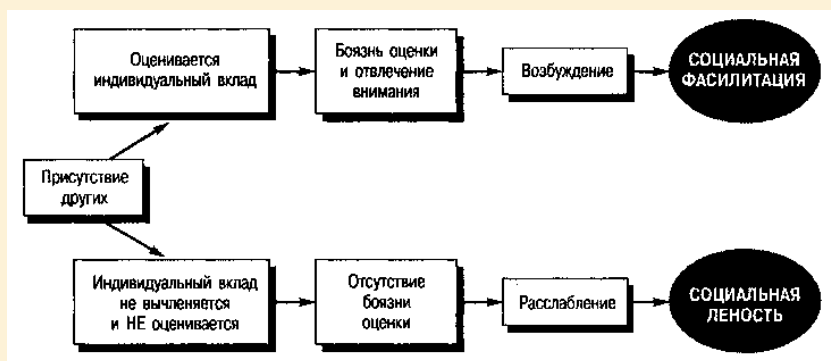 Оценивается
индивидуальный вклад
Боязнь оценки
и отвлечение
внимания
Возбуждение
СОЦИАЛЬНАЯ
ФАСИЛИТАЦИЯ
Присутствие
других
Индивидуальный вклад
не вычленяется
и НЕ оценивается
Отсутствие
боязни
оценки
Расслабление
СОЦИАЛЬНАЯ
ЛЕНОСТЬ